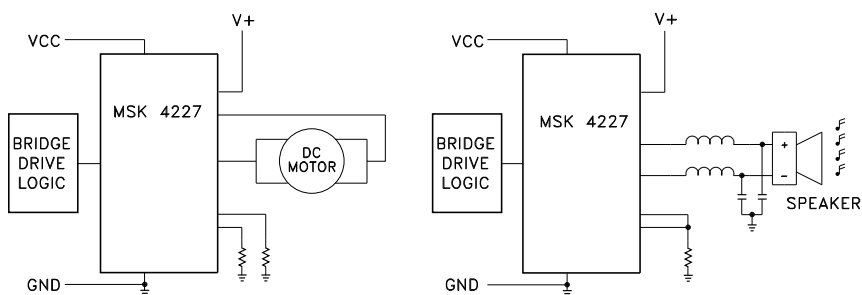 V+
VCC
MSK 4227
BRIDGE
DRIVE
LOGIC
DC
MOTOR
GND
V+
VCC
MSK 4227
BRIDGE
DRIVE
LOGIC
+
-
SPEAKER
GND